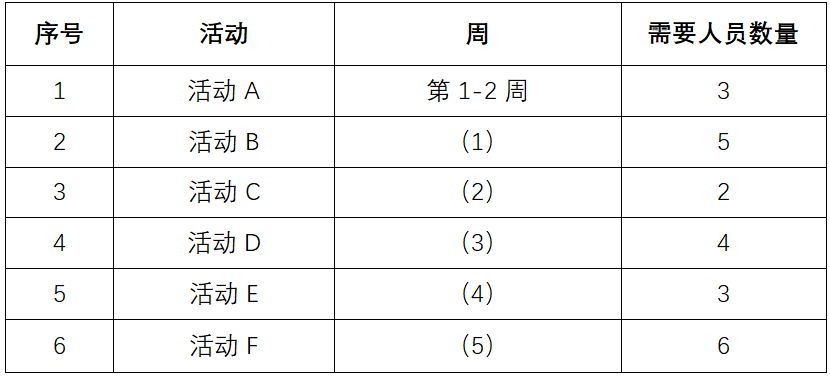 序号 活动 周 需要人员数量
1 活动 A 第 1-2 周 3
2 活动 B （1） 5
3 活动 C （2） 2
4 活动 D （3） 4
5 活动 E （4） 3
6 活动 F （5） 6